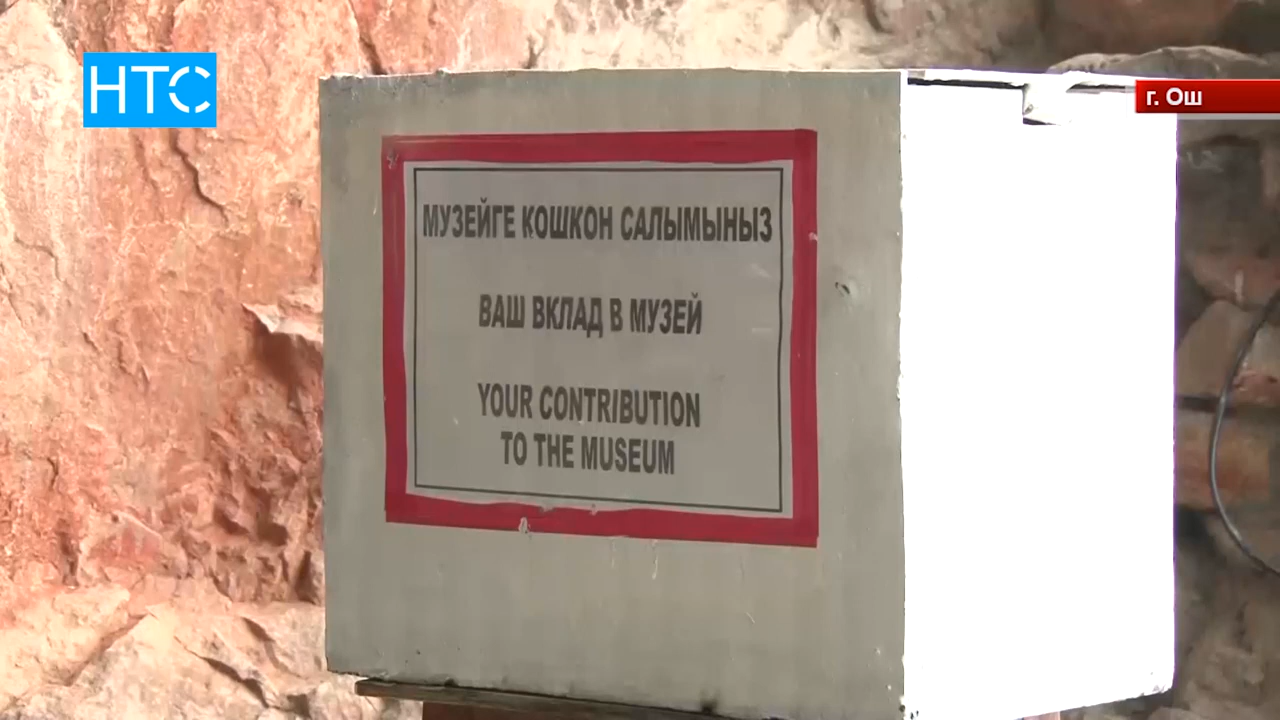 НТС
г. Ош
МУЗЕЙГЕ КОШКОН САЛЫМЫНЫЗ
ВАШ ВКЛАД В МУЗЕЙ
YOUR CONTRIBUTION
TO THE MUSEUM